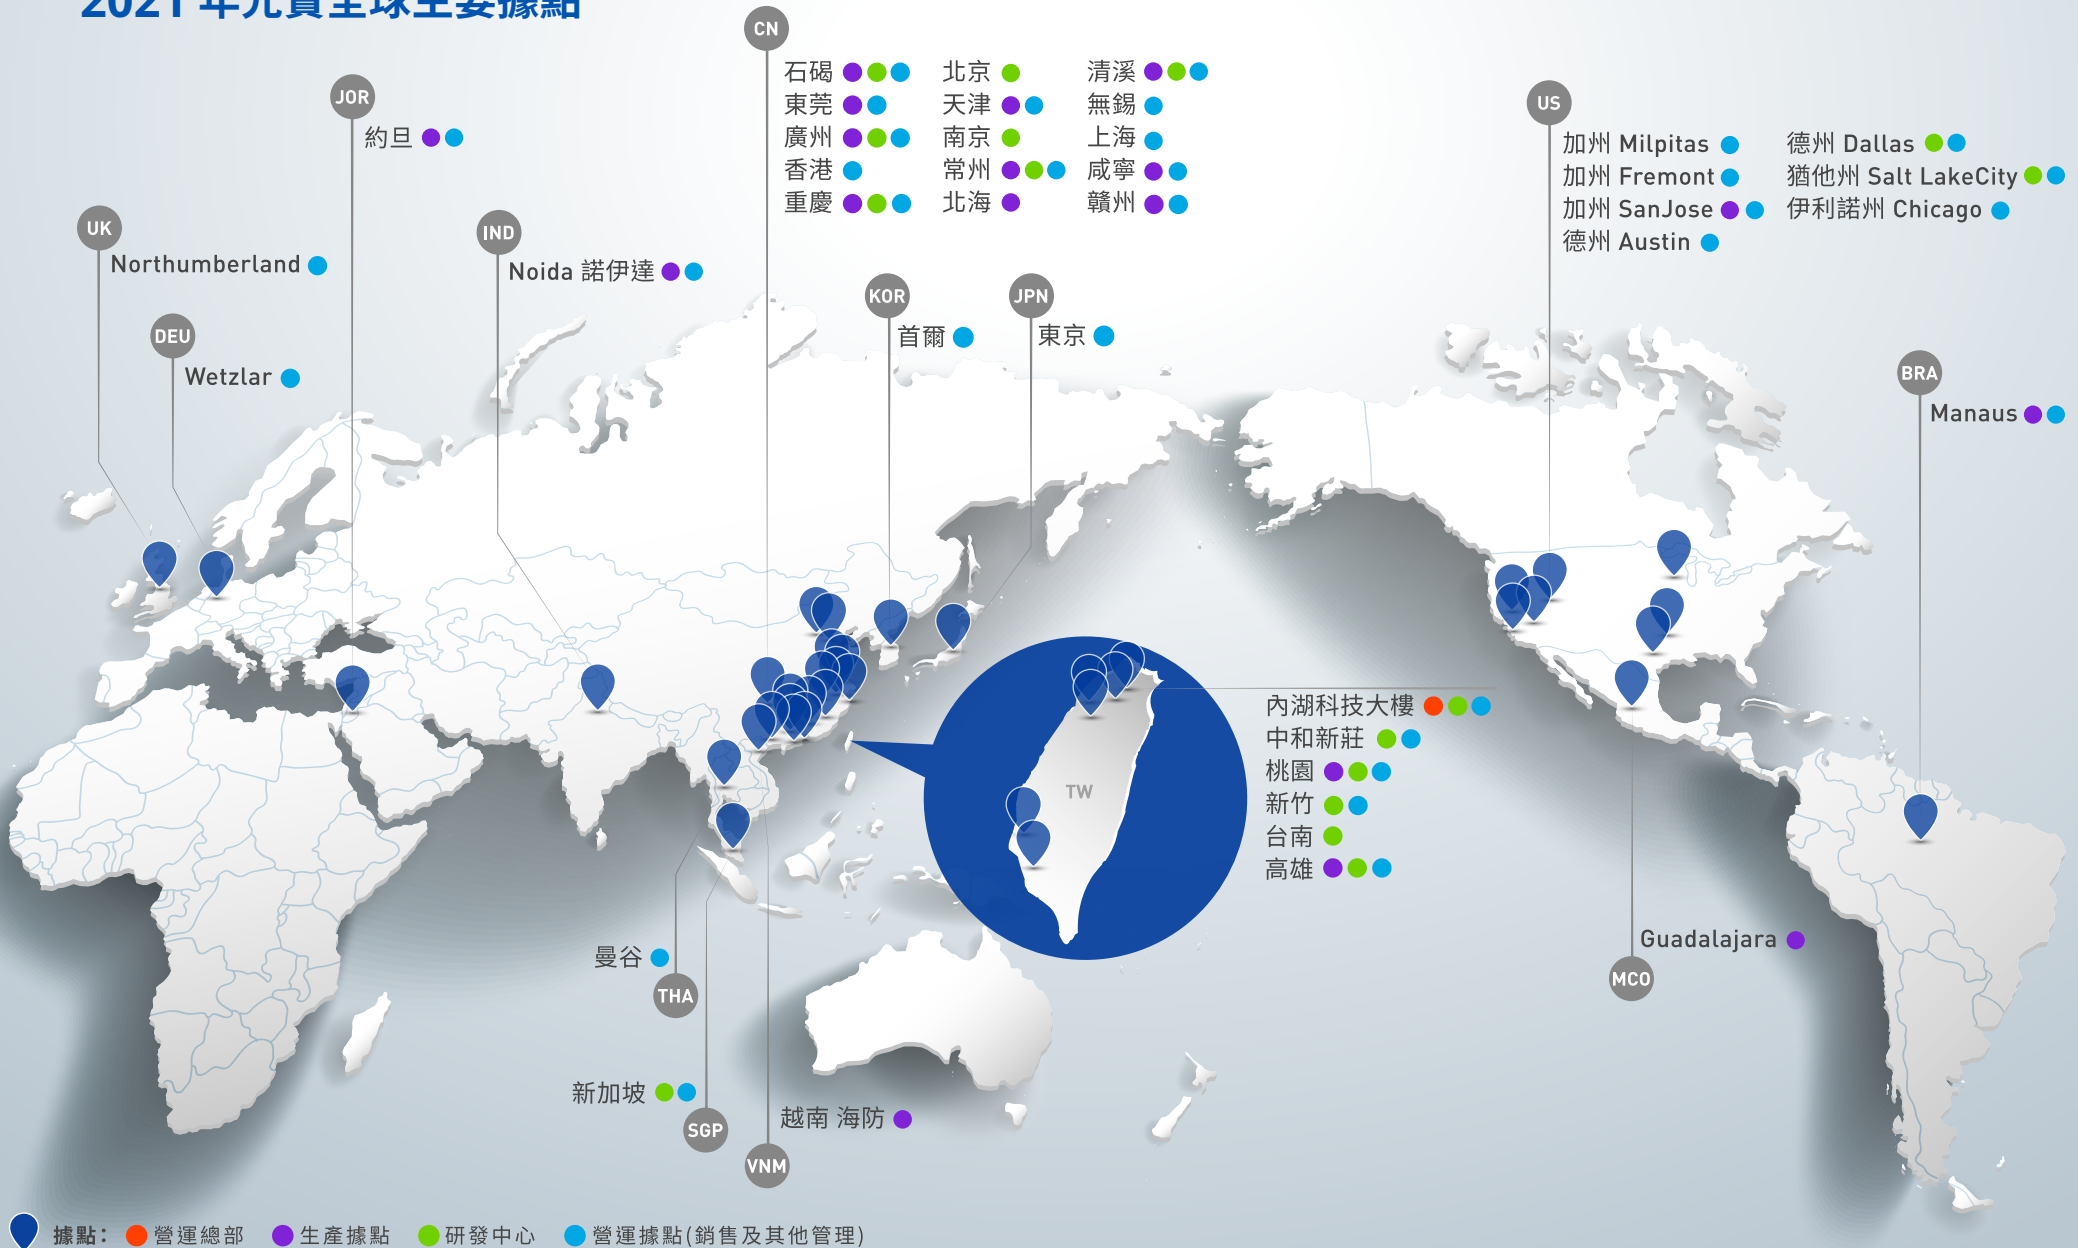 2021 年光寶全球主要據點
CN
石碣
東莞
廣州
香港
重慶
北京
天津
南京
常州
北海
清溪
無錫
上海
咸寧
贛州
JOR
約旦
US
加州 Milpitas
加州 Fremont
加州 SanJose
德州 Austin
德州 Dallas
猶他州 Salt LakeCity
伊利諾州 Chicago
UK
Northumberland
IND
Noida 諾伊達
DEU
Wetzlar
KOR
首爾
JPN
東京
BRA
Manaus
TW
內湖科技大樓
中和新莊
桃園
新竹
台南
高雄
Guadalajara
MCO
曼谷
THA
新加坡
SGP
越南 海防
VNM
據點：
營運總部
生產據點
研發中心
營運據點(銷售及其他管理)